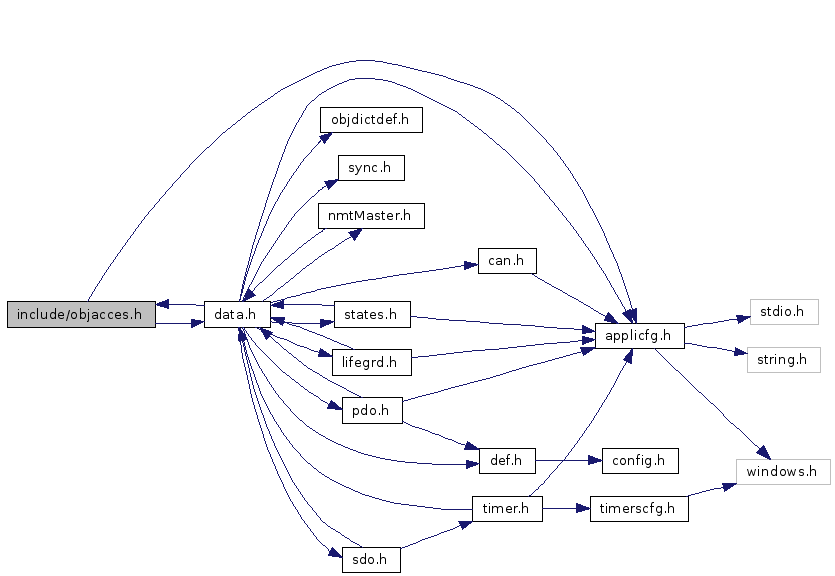 objdictdef.h
sync.h
nmtMaster.h
can.h
include/objacces.h
data.h
states.h
stdio.h
applicfg.h
lifegrd.h
string.h
pdo.h
def.h
config.h
windows.h
timer.h
timerscfg.h
sdo.h